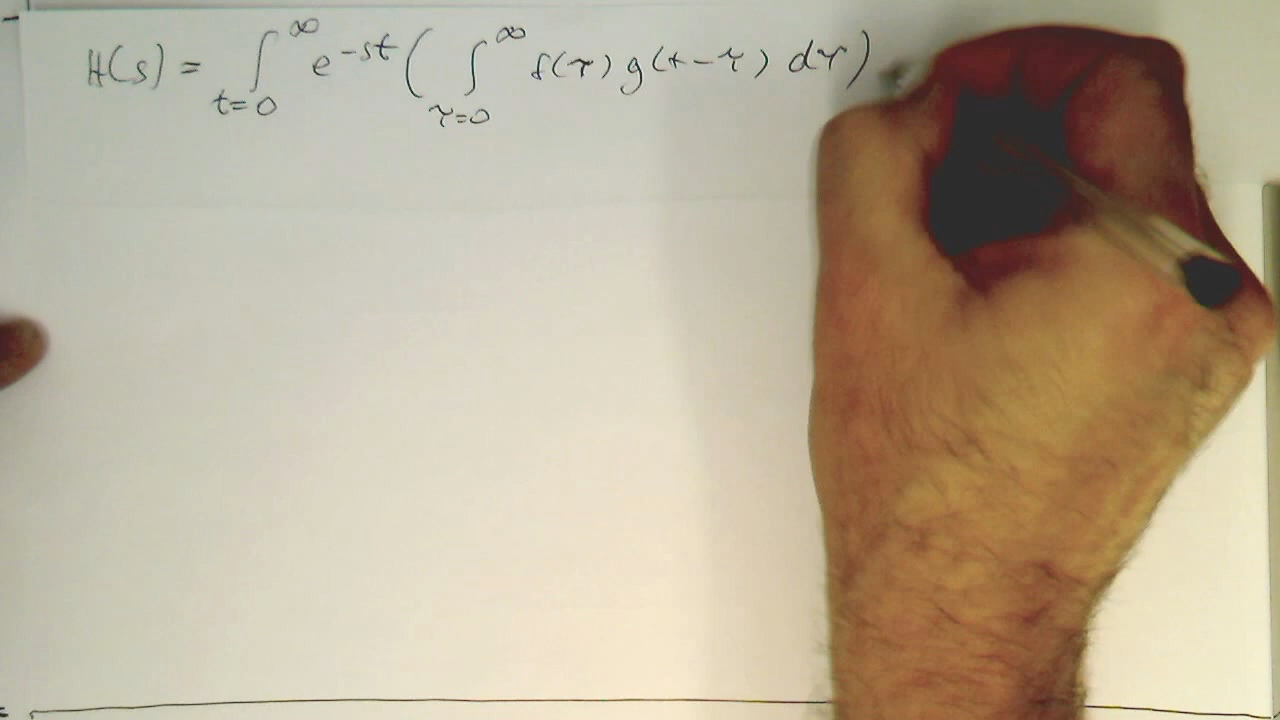 H(s) = ∫_{t=0}^{∞} e^{-st} ( ∫_{τ=0}^{∞} f(τ) g(t-τ) dτ )